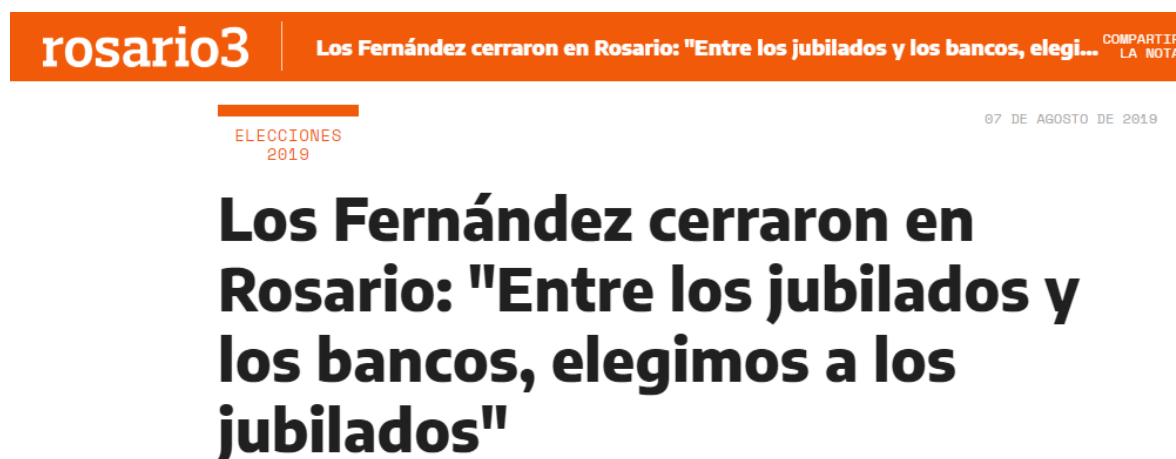 rosario3
Los Fernández cerraron en Rosario: "Entre los jubilados y los bancos, elegi...
COMPARTIR
LA NOTA
ELECCIONES
2019
07 DE AGOSTO DE 2019
Los Fernández cerraron en
Rosario: "Entre los jubilados y
los bancos, elegimos a los
jubilados"